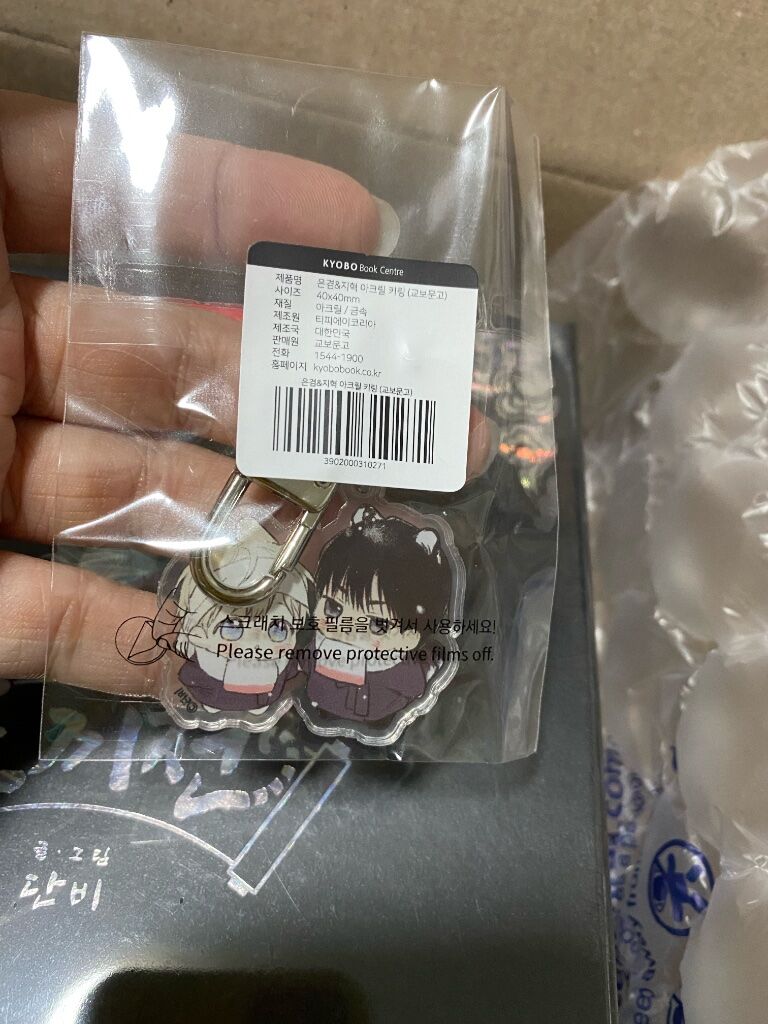 KYOBO Book Centre
제품명 은겸&지혁 아크릴 키링 (교보문고)
사이즈 40x40mm
재질 아크릴 / 금속
제조원 티피에이코리아
제조국 대한민국
판매원 교보문고
전화 1544-1900
홈페이지 kyobobook.co.kr
은겸&지혁 아크릴 키링 (교보문고)
3902000310271
스크래치 보호 필름을 벗겨서 사용하세요!
Please remove protective films off.
글·그림
단비